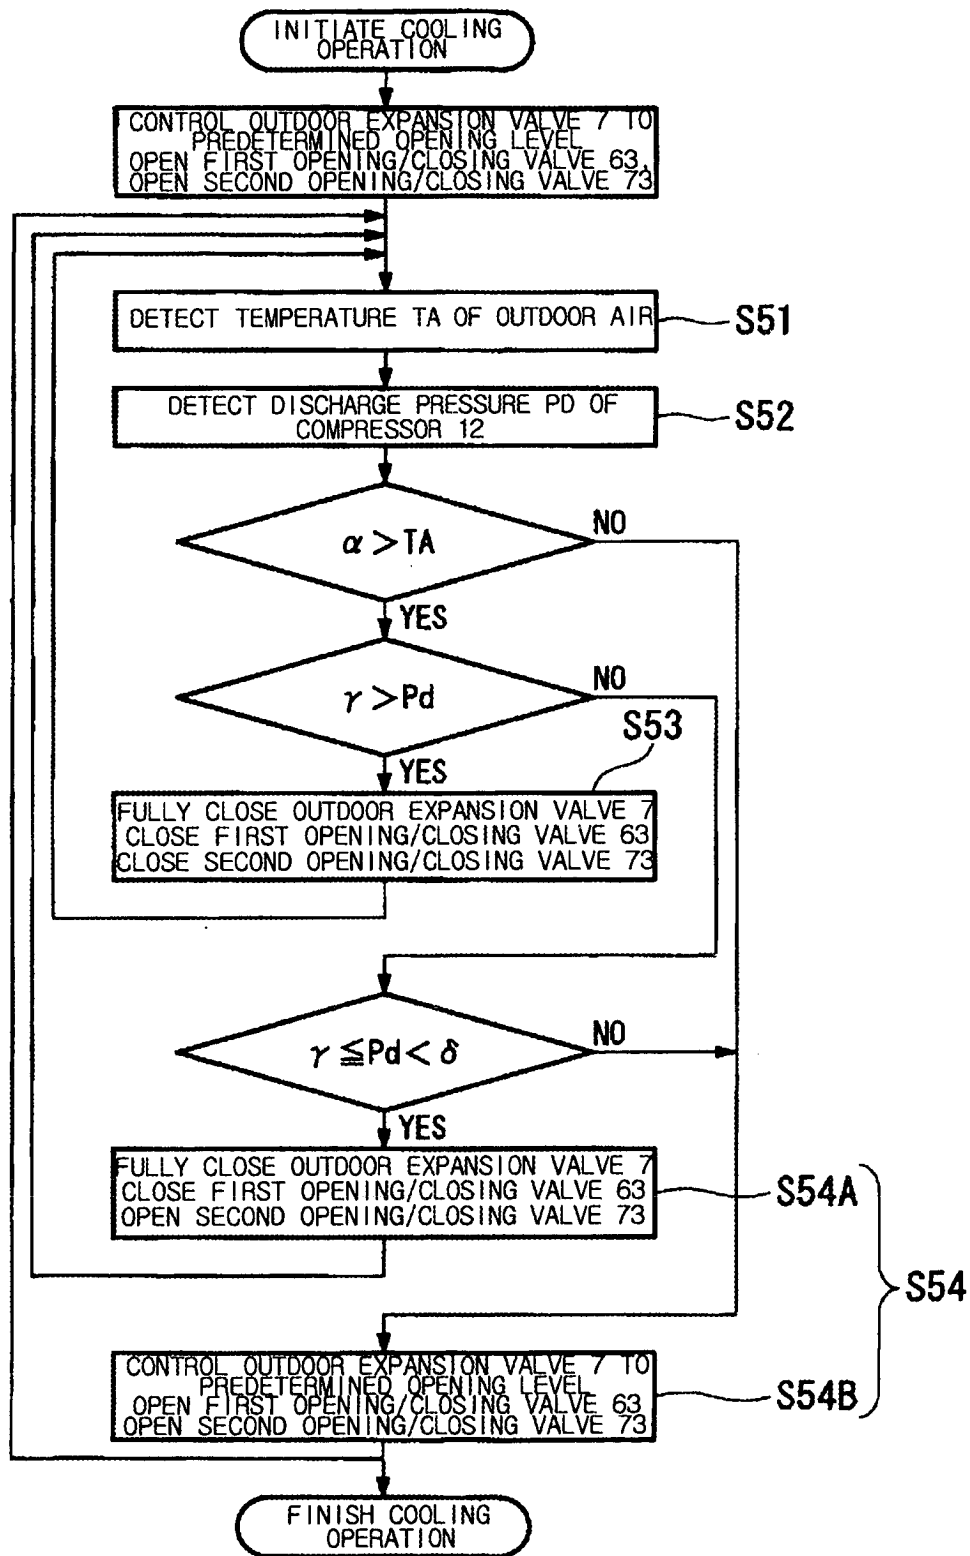 INITIATE COOLING
OPERATION
CONTROL OUTDOOR EXPANSION VALVE 7 TO
PREDETERMINED OPENING LEVEL
OPEN FIRST OPENING/CLOSING VALVE 63,
OPEN SECOND OPENING/CLOSING VALVE 73
DETECT TEMPERATURE TA OF OUTDOOR AIR
S51
DETECT DISCHARGE PRESSURE PD OF
COMPRESSOR 12
S52
α > TA
NO
YES
γ > Pd
NO
YES
S53
FULLY CLOSE OUTDOOR EXPANSION VALVE 7
CLOSE FIRST OPENING/CLOSING VALVE 63
CLOSE SECOND OPENING/CLOSING VALVE 73
γ ≦ Pd < δ
NO
YES
FULLY CLOSE OUTDOOR EXPANSION VALVE 7
CLOSE FIRST OPENING/CLOSING VALVE 63
OPEN SECOND OPENING/CLOSING VALVE 73
S54A
S54
CONTROL OUTDOOR EXPANSION VALVE 7 TO
PREDETERMINED OPENING LEVEL
OPEN FIRST OPENING/CLOSING VALVE 63
OPEN SECOND OPENING/CLOSING VALVE 73
S54B
FINISH COOLING
OPERATION